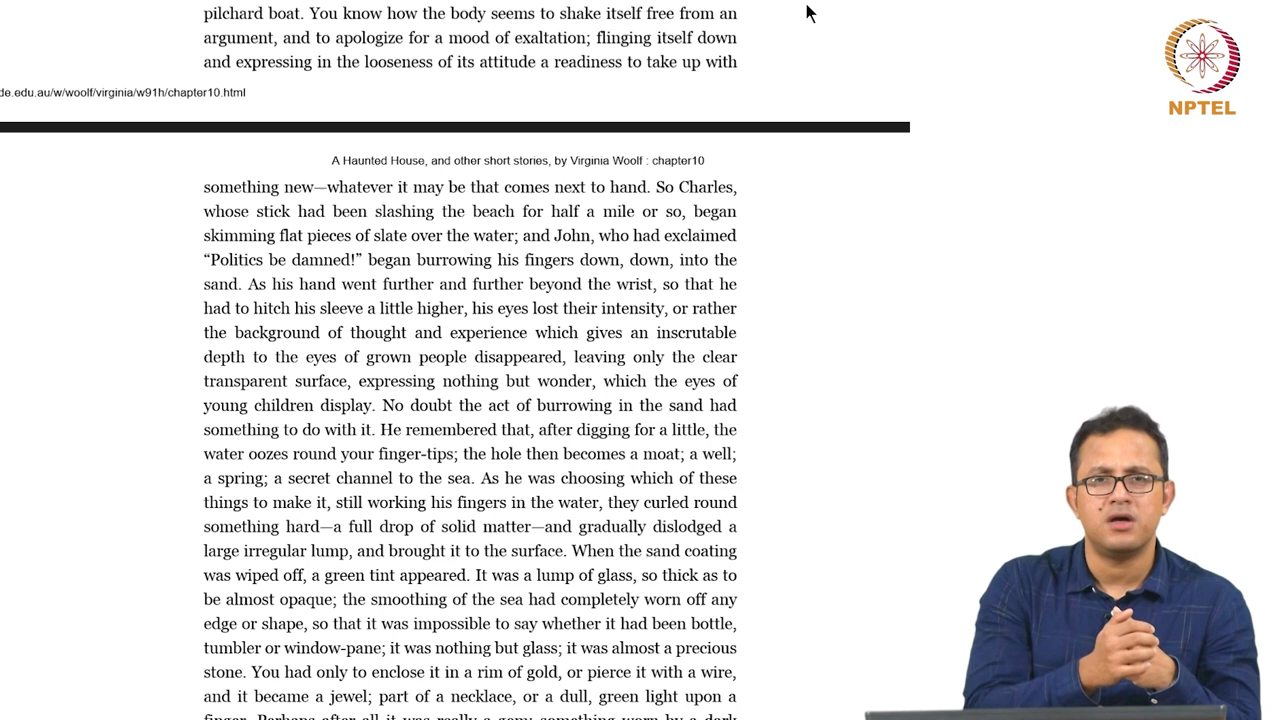 pilchard boat. You know how the body seems to shake itself free from an
argument, and to apologize for a mood of exaltation; flinging itself down
and expressing in the looseness of its attitude a readiness to take up with
de.edu.au/w/woolf/virginia/w91h/chapter10.html
NPTEL
A Haunted House, and other short stories, by Virginia Woolf : chapter10
something new—whatever it may be that comes next to hand. So Charles,
whose stick had been slashing the beach for half a mile or so, began
skimming flat pieces of slate over the water; and John, who had exclaimed
“Politics be damned!” began burrowing his fingers down, down, into the
sand. As his hand went further and further beyond the wrist, so that he
had to hitch his sleeve a little higher, his eyes lost their intensity, or rather
the background of thought and experience which gives an inscrutable
depth to the eyes of grown people disappeared, leaving only the clear
transparent surface, expressing nothing but wonder, which the eyes of
young children display. No doubt the act of burrowing in the sand had
something to do with it. He remembered that, after digging for a little, the
water oozes round your finger-tips; the hole then becomes a moat; a well;
a spring; a secret channel to the sea. As he was choosing which of these
things to make it, still working his fingers in the water, they curled round
something hard—a full drop of solid matter—and gradually dislodged a
large irregular lump, and brought it to the surface. When the sand coating
was wiped off, a green tint appeared. It was a lump of glass, so thick as to
be almost opaque; the smoothing of the sea had completely worn off any
edge or shape, so that it was impossible to say whether it had been bottle,
tumbler or window-pane; it was nothing but glass; it was almost a precious
stone. You had only to enclose it in a rim of gold, or pierce it with a wire,
and it became a jewel; part of a necklace, or a dull, green light upon a
finger. Perhaps after all it was really a gem; something worn by a dark